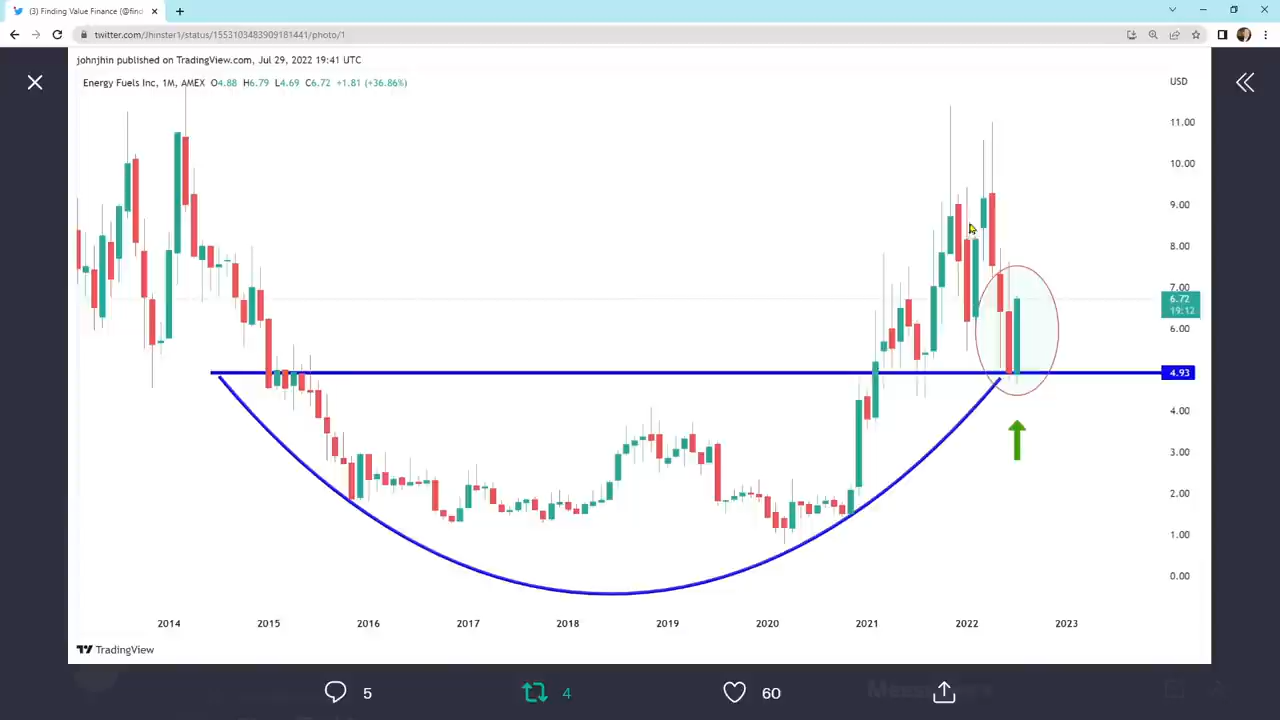 (3) Finding Value Finance (@find
twitter.com/Jhinster1/status/1553103483909181441/photo/1
johnjhin published on TradingView.com, Jul 29, 2022 19:41 UTC
Energy Fuels Inc, 1M, AMEX O4.88 H6.79 L4.69 C6.72 +1.81 (+36.86%)
USD
11.00
10.00
9.00
8.00
7.00
6.72
19:12
6.00
4.93
4.00
3.00
2.00
1.00
0.00
2014 2015 2016 2017 2018 2019 2020 2021 2022 2023
TradingView
5 4 60